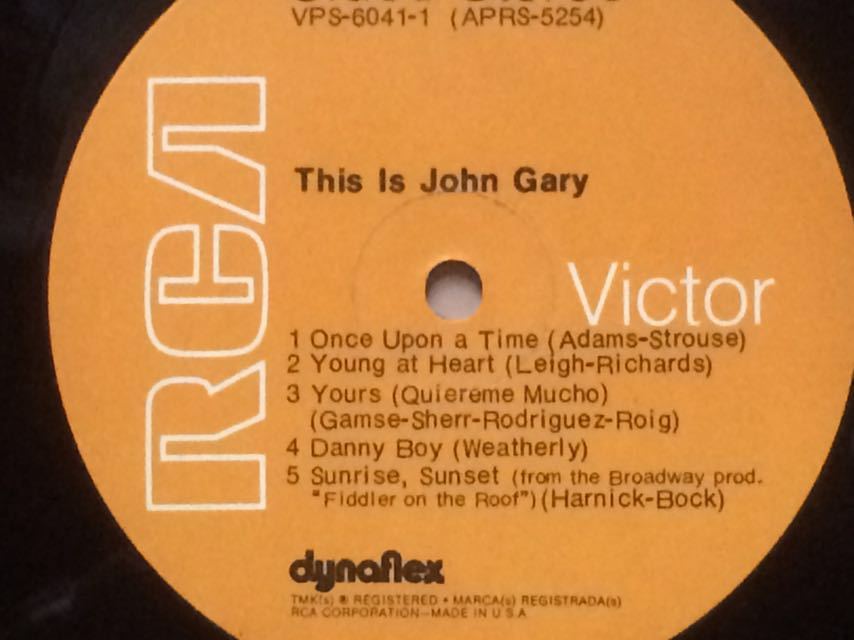 VPS-6041-1 (APRS-5254)
RCA
This Is John Gary
Victor
1 Once Upon a Time (Adams-Strouse)
2 Young at Heart (Leigh-Richards)
3 Yours (Quiereme Mucho)
(Gamse-Sherr-Rodriguez-Roig)
4 Danny Boy (Weatherly)
5 Sunrise, Sunset (from the Broadway prod.
"Fiddler on the Roof") (Harnick-Bock)
dynaflex
TMK(s) ® REGISTERED • MARCA(s) REGISTRADA(s)
RCA CORPORATION—MADE IN U S A